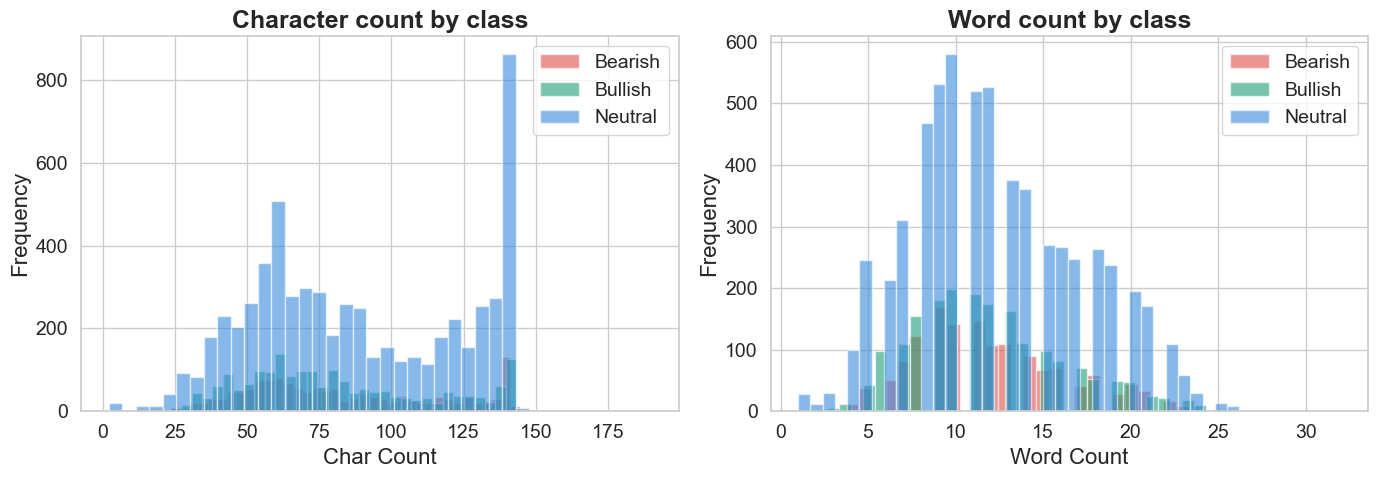 Character count by class
Frequency
800
600
400
200
0
0 25 50 75 100 125 150 175
Char Count
Bearish
Bullish
Neutral
Word count by class
Frequency
600
500
400
300
200
100
0
0 5 10 15 20 25 30
Word Count
Bearish
Bullish
Neutral